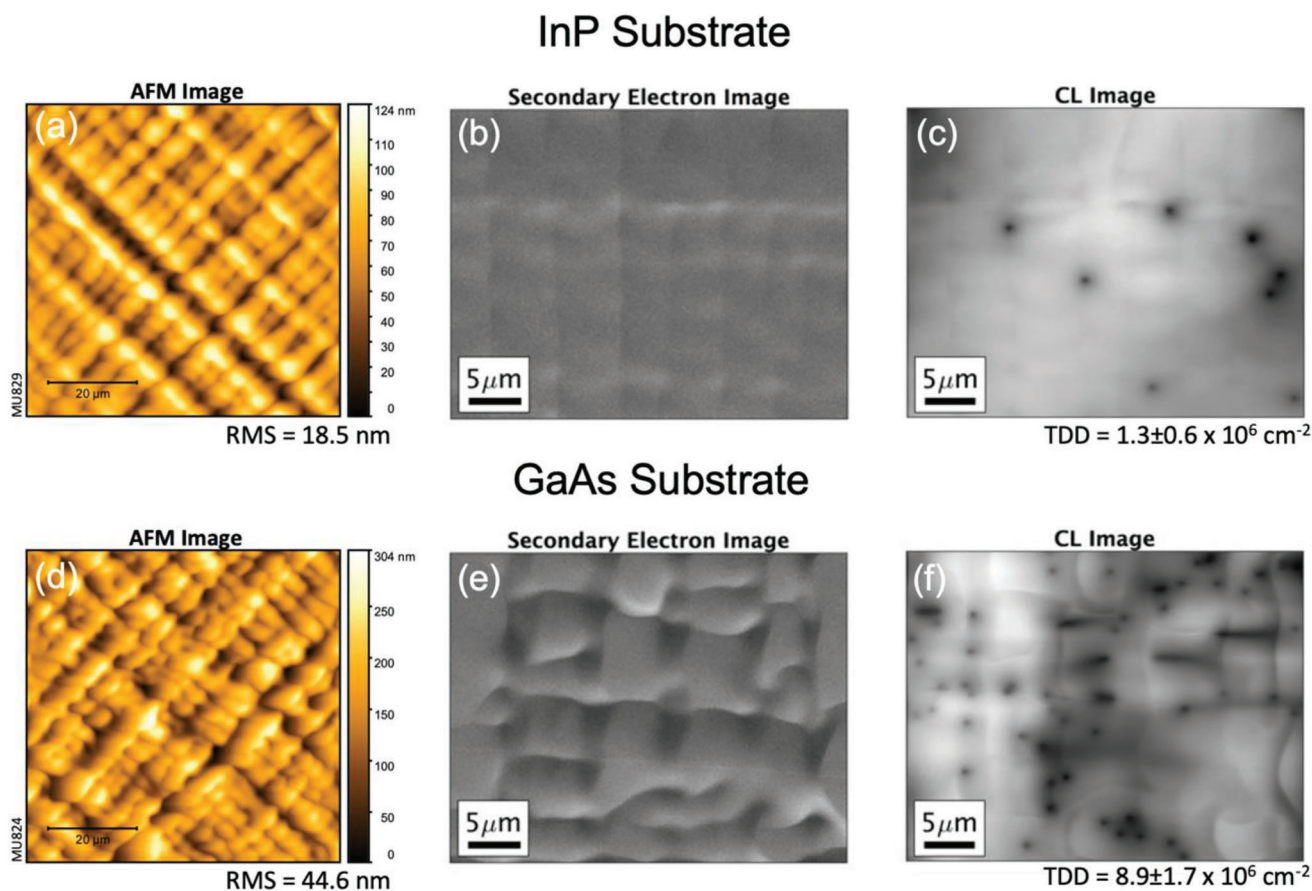 InP Substrate
AFM Image
Secondary Electron Image
CL Image
(a)
124 nm
110
100
90
80
70
60
50
40
30
20
10
0
20 µm
MU829
RMS = 18.5 nm
(b)
5µm
(c)
5µm
TDD = 1.3±0.6 x 10⁶ cm⁻²
GaAs Substrate
AFM Image
Secondary Electron Image
CL Image
(d)
304 nm
250
200
150
100
50
0
20 µm
MU824
RMS = 44.6 nm
(e)
5µm
(f)
5µm
TDD = 8.9±1.7 x 10⁶ cm⁻²